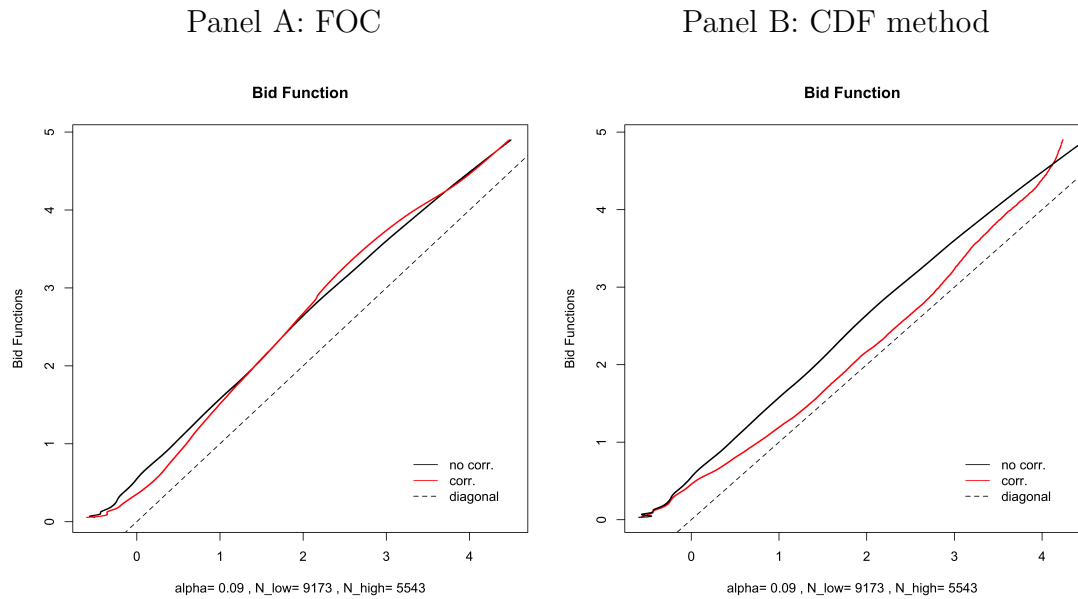 Panel A: FOC
Bid Function
Bid Functions
5
4
3
2
1
0
no corr.
corr.
diagonal
0 1 2 3 4
alpha= 0.09 , N_low= 9173 , N_high= 5543
Panel B: CDF method
Bid Function
Bid Functions
5
4
3
2
1
0
no corr.
corr.
diagonal
0 1 2 3 4
alpha= 0.09 , N_low= 9173 , N_high= 5543